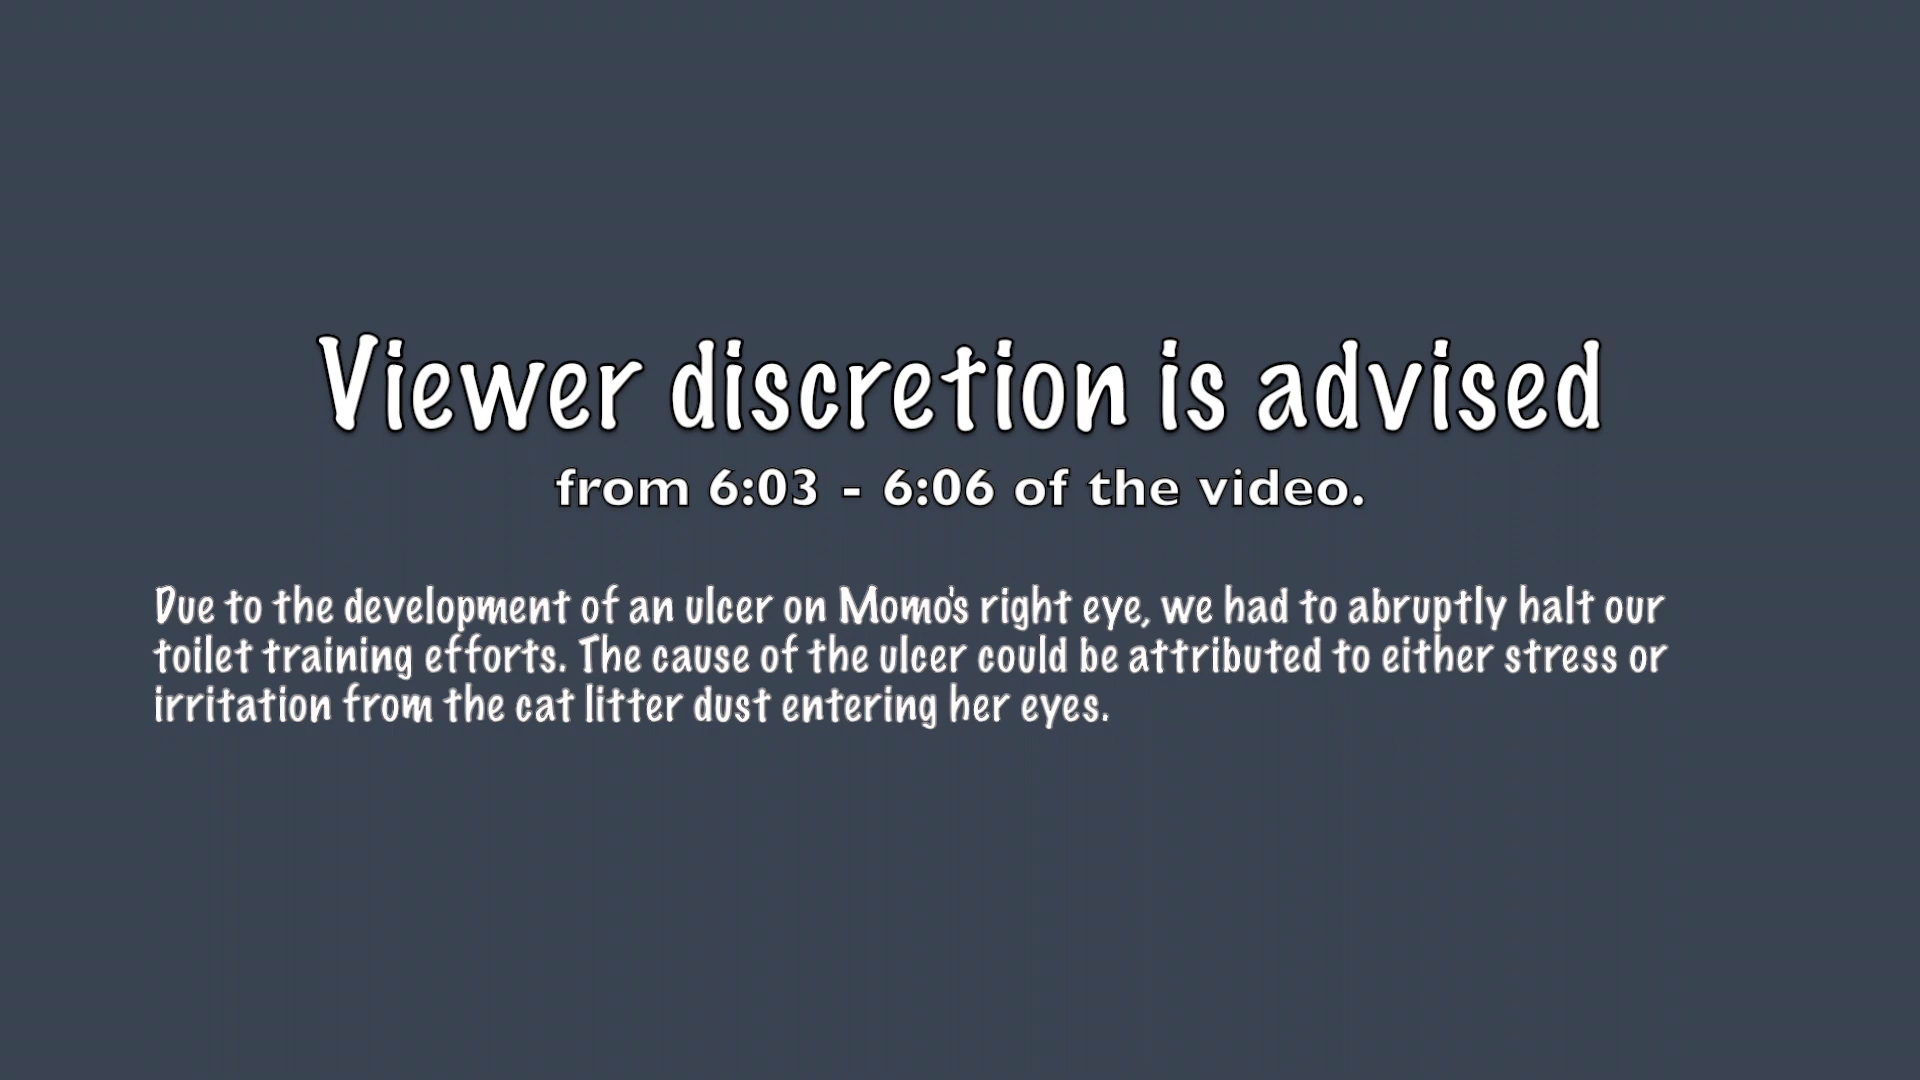 Viewer discretion is advised
from 6:03 - 6:06 of the video.
Due to the development of an ulcer on Momo's right eye, we had to abruptly halt our
toilet training efforts. The cause of the ulcer could be attributed to either stress or
irritation from the cat litter dust entering her eyes.